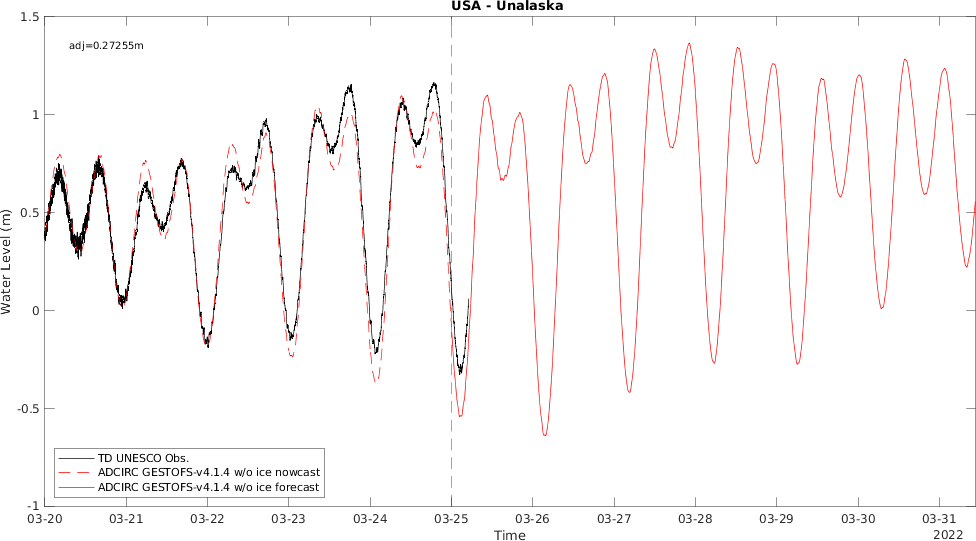 USA - Unalaska
1.5
adj=0.27255m
1
0.5
0
-0.5
-1
Water Level (m)
TD UNESCO Obs.
ADCIRC GESTOFS-v4.1.4 w/o ice nowcast
ADCIRC GESTOFS-v4.1.4 w/o ice forecast
03-20 03-21 03-22 03-23 03-24 03-25 03-26 03-27 03-28 03-29 03-30 03-31
Time
2022